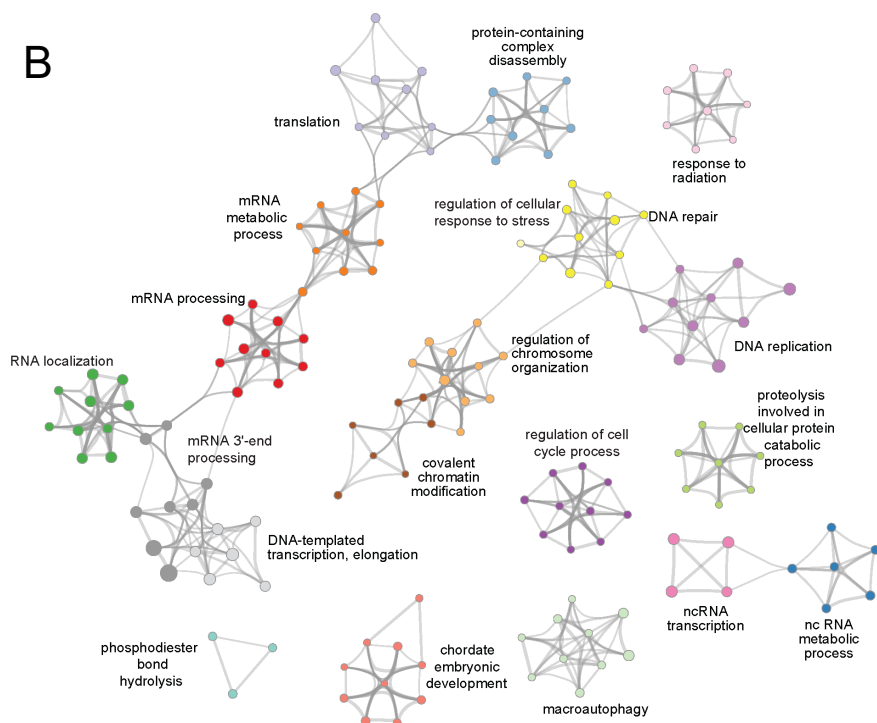 B
protein-containing
complex
disassembly
translation
response to
radiation
mRNA
metabolic
process
regulation of cellular
response to stress
DNA repair
mRNA processing
regulation of
chromosome
organization
DNA replication
RNA localization
proteolysis
involved in
cellular protein
catabolic
process
mRNA 3'-end
processing
regulation of cell
cycle process
covalent
chromatin
modification
DNA-templated
transcription, elongation
ncRNA
transcription
nc RNA
metabolic
process
phosphodiester
bond
hydrolysis
chordate
embryonic
development
macroautophagy